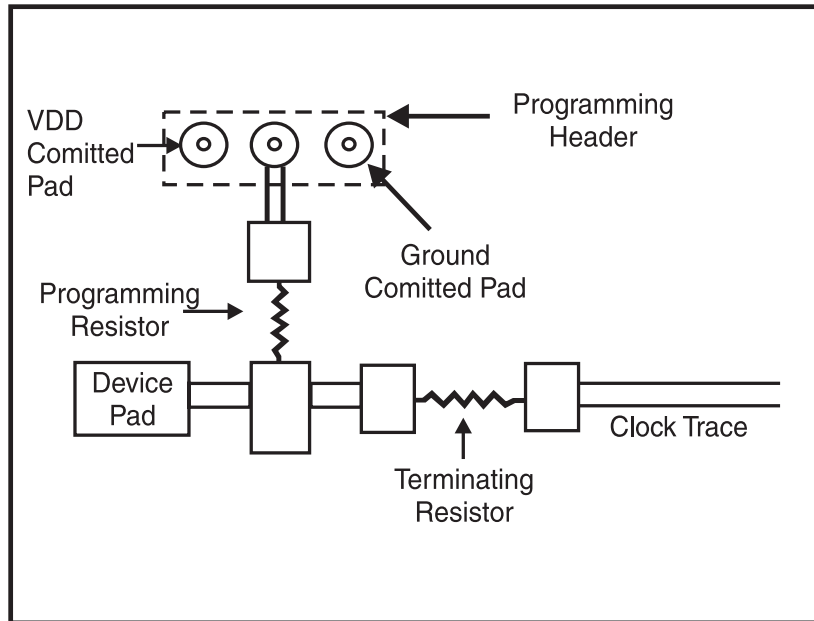 VDD
Comitted
Pad
Programming
Header
Ground
Comitted Pad
Programming
Resistor
Device
Pad
Clock Trace
Terminating
Resistor